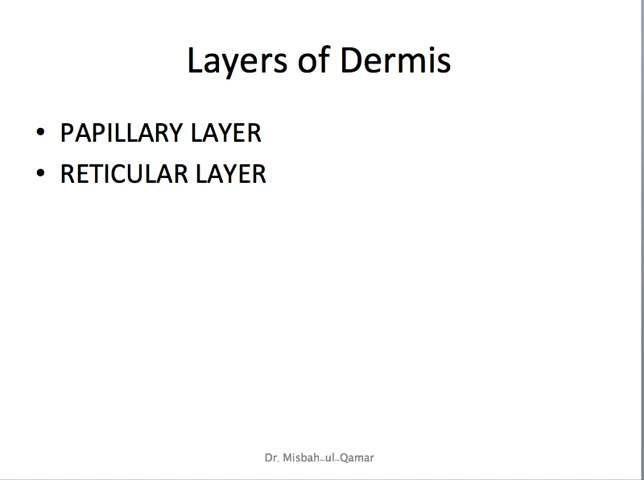 Layers of Dermis
• PAPILLARY LAYER
• RETICULAR LAYER
Dr. Misbah-ul-Qamar